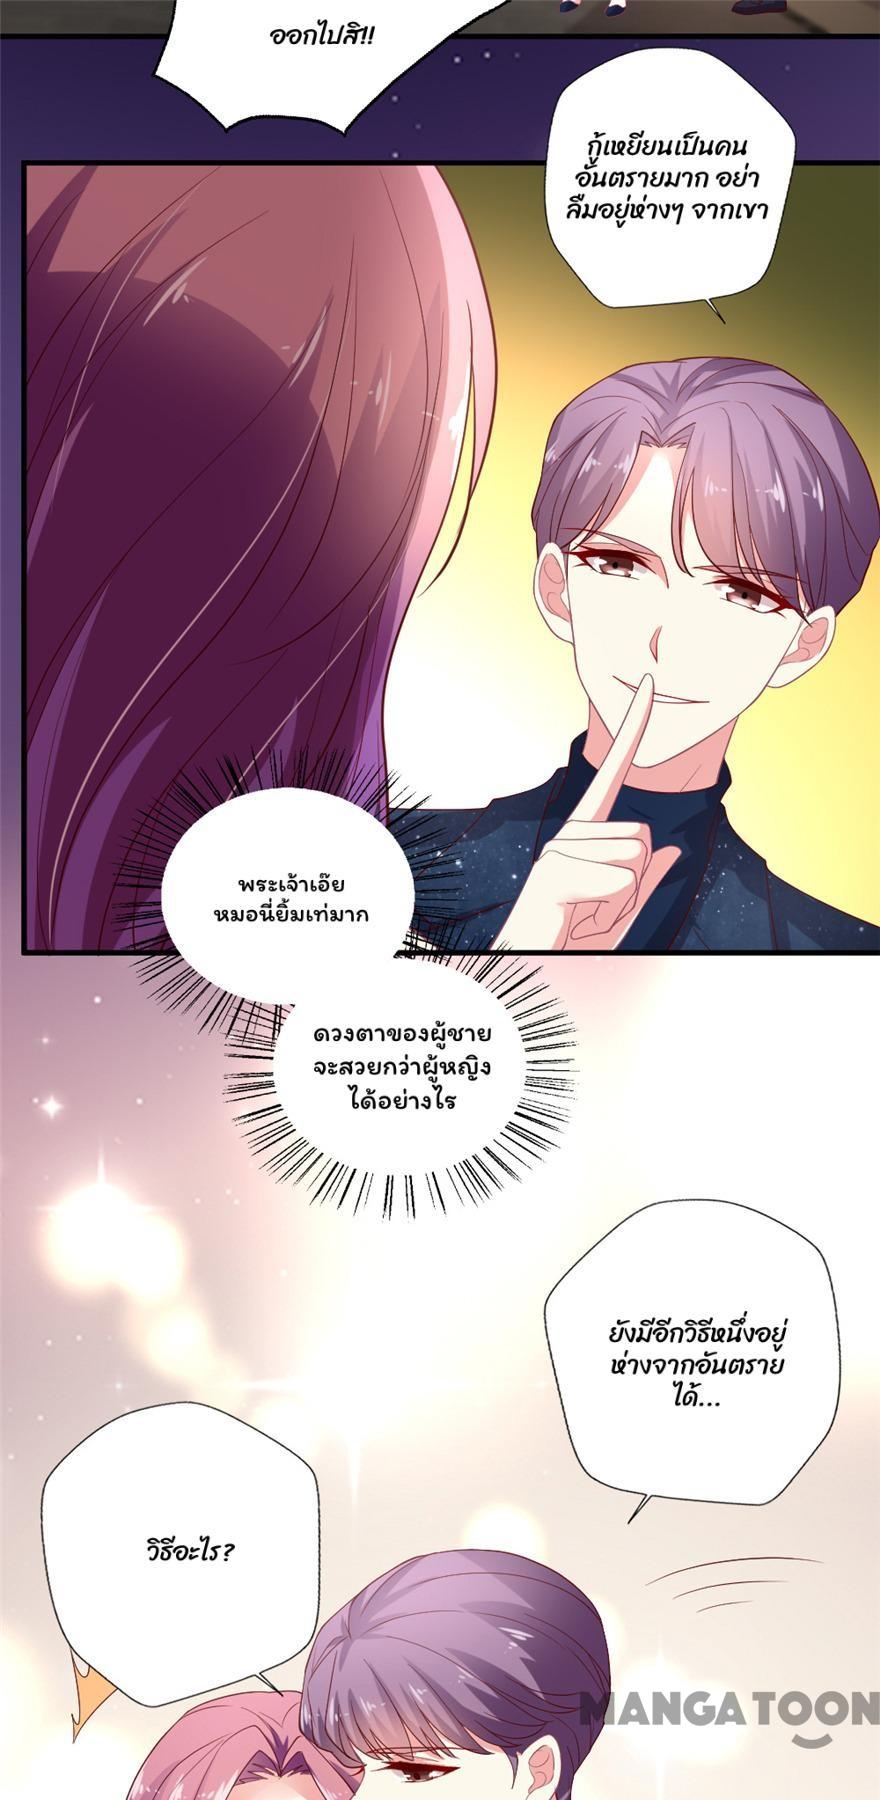 ออกไปสิ!!
กู้เหยียนเป็นคน
อันตรายมาก อย่า
ลืมอยู่ห่างๆ จากเขา
พระเจ้าเอ๊ย
หมอนี่ยิ้มเท่มาก
ดวงตาของผู้ชาย
จะสวยกว่าผู้หญิง
ได้อย่างไร
ยังมีอีกวิธีหนึ่งอยู่
ห่างจากอันตราย
ได้...
วิธีอะไร?
MANGATOON